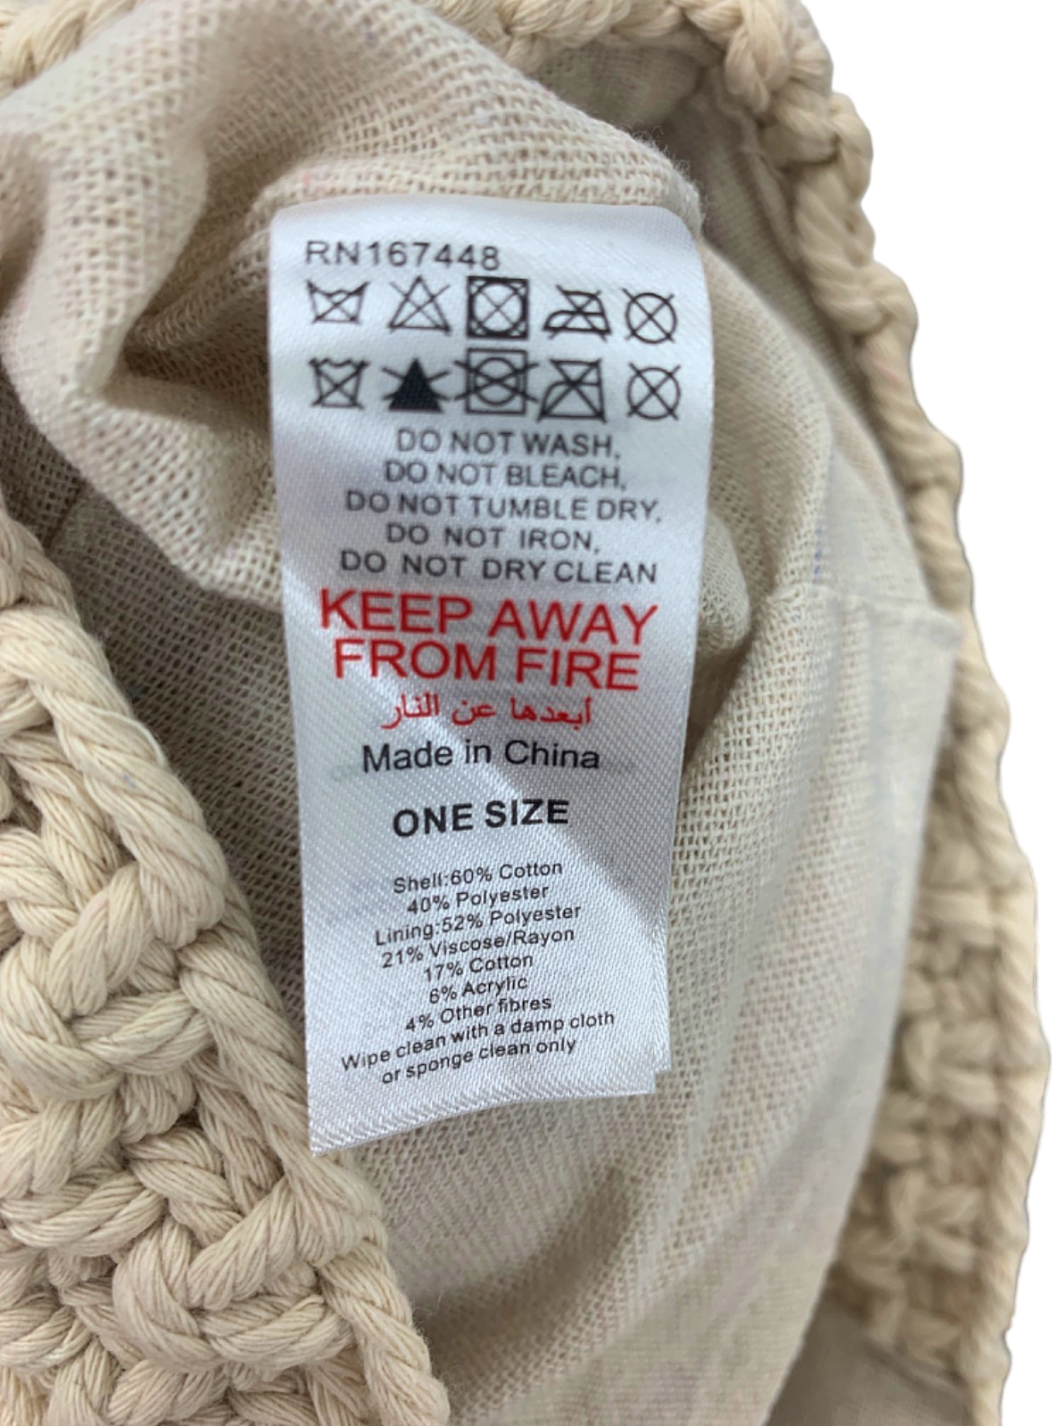 RN167448
DO NOT WASH,
DO NOT BLEACH,
DO NOT TUMBLE DRY,
DO NOT IRON,
DO NOT DRY CLEAN
KEEP AWAY
FROM FIRE
أبعدها عن النار
Made in China
ONE SIZE
Shell:60% Cotton
40% Polyester
Lining:52% Polyester
21% Viscose/Rayon
17% Cotton
6% Acrylic
4% Other fibres
Wipe clean with a damp cloth
or sponge clean only